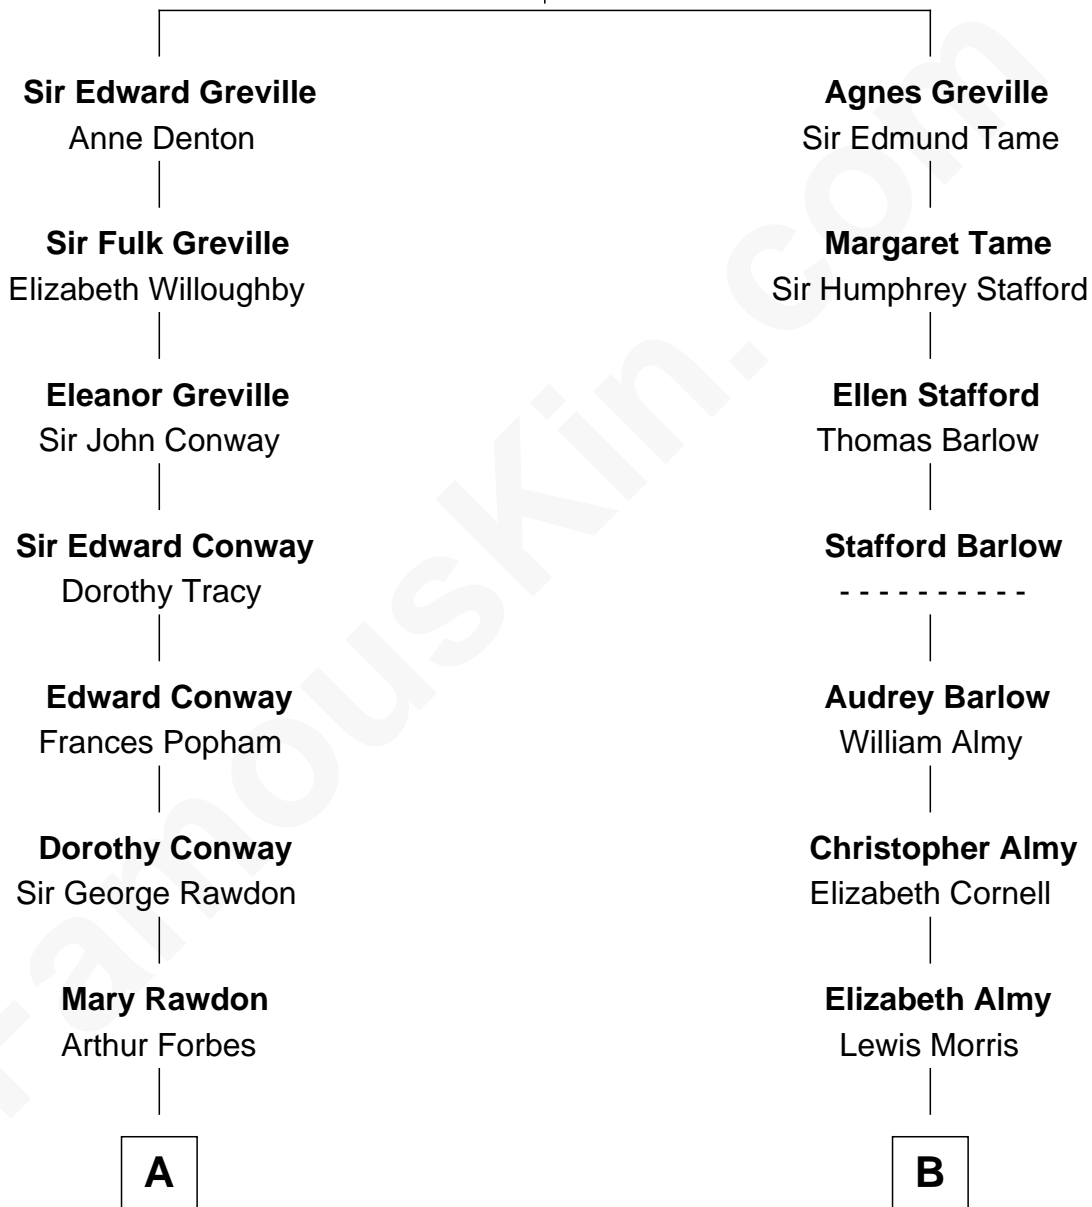 Sir Edward Greville
Anne Denton
Sir Fulk Greville
Elizabeth Willoughby
Eleanor Greville
Sir John Conway
Sir Edward Conway
Dorothy Tracy
Edward Conway
Frances Popham
Dorothy Conway
Sir George Rawdon
Mary Rawdon
Arthur Forbes
A
Agnes Greville
Sir Edmund Tame
Margaret Tame
Sir Humphrey Stafford
Ellen Stafford
Thomas Barlow
Stafford Barlow
- - - - - - - - - -
Audrey Barlow
William Almy
Christopher Almy
Elizabeth Cornell
Elizabeth Almy
Lewis Morris
B
FamousKin.com